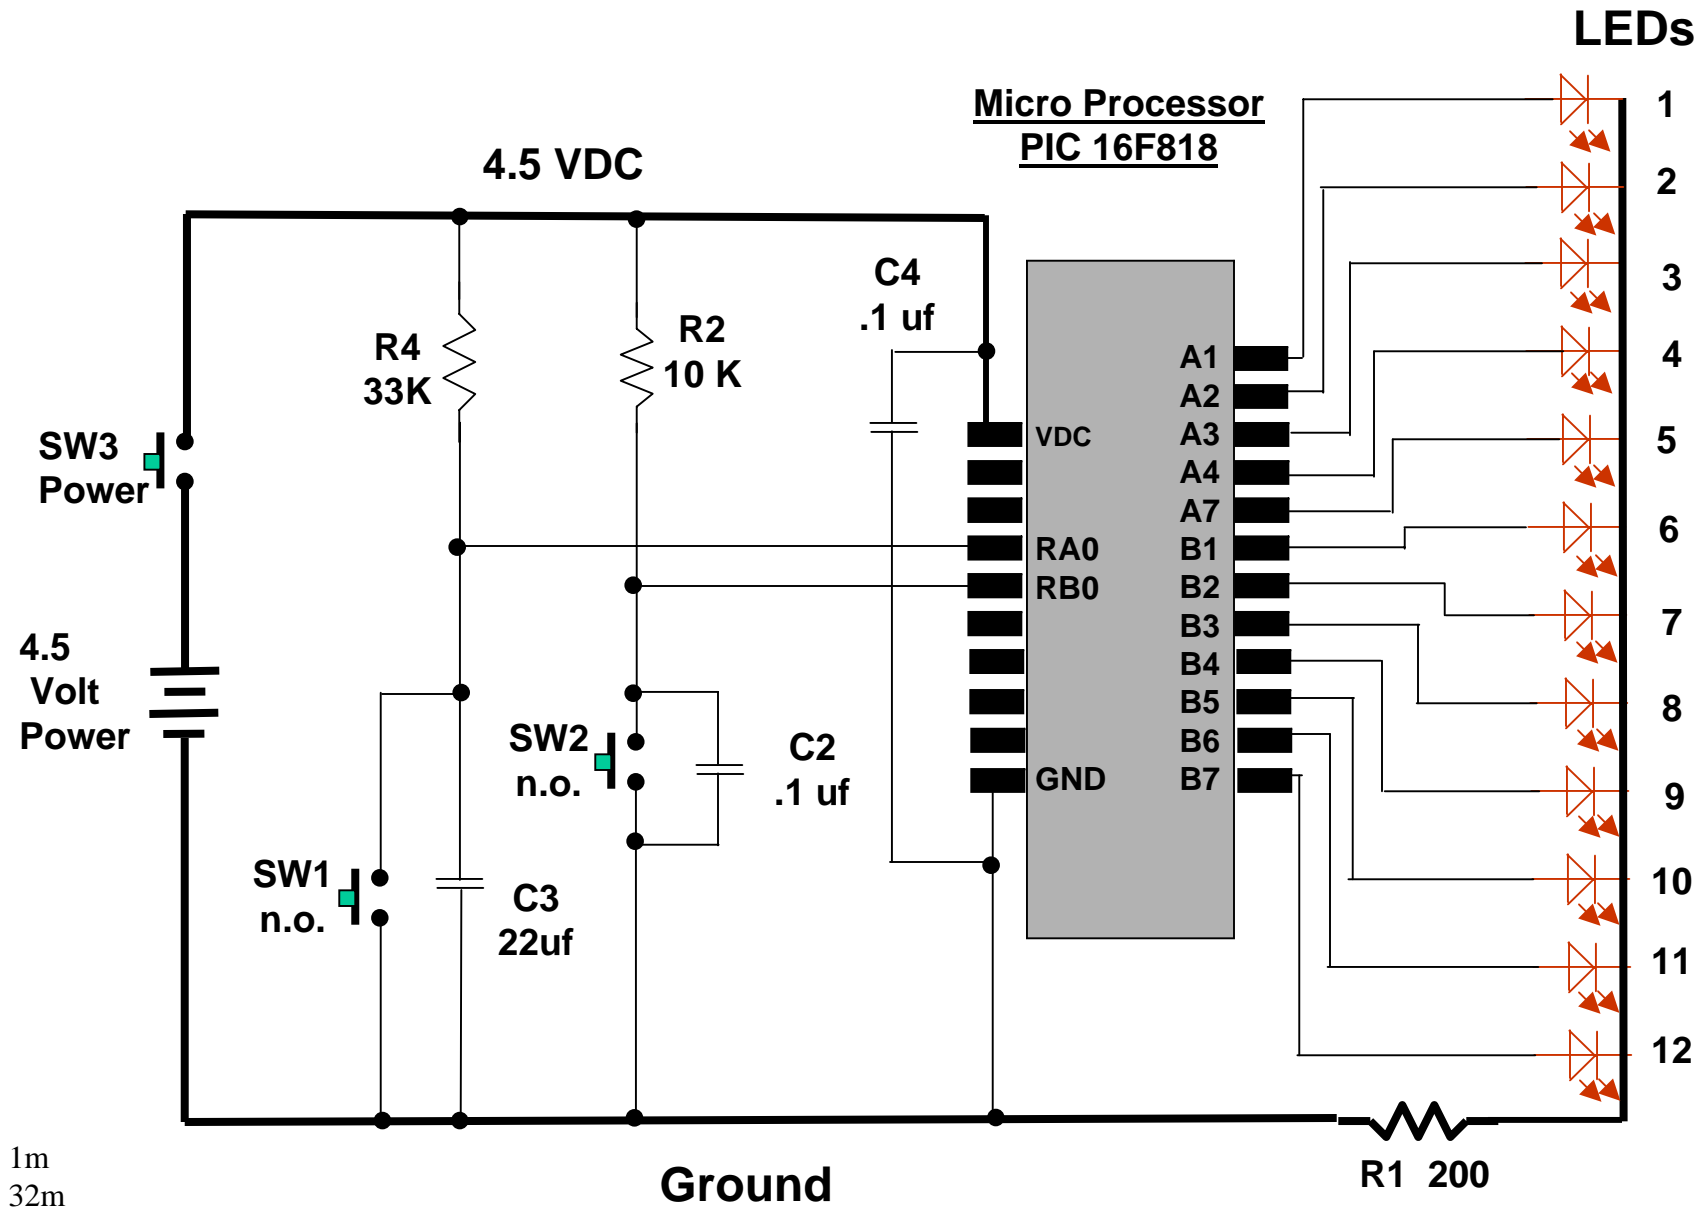 LEDs
Micro Processor
PIC 16F818
4.5 VDC
1
2
3
4
5
6
7
8
9
10
11
12
C4
.1 uf
R4
33K
R2
10 K
SW3
Power
VDC
RA0
RB0
GND
A1
A2
A3
A4
A7
B1
B2
B3
B4
B5
B6
B7
4.5
Volt
Power
SW2
n.o.
C2
.1 uf
SW1
n.o.
C3
22uf
R1 200
Ground
1m
32m